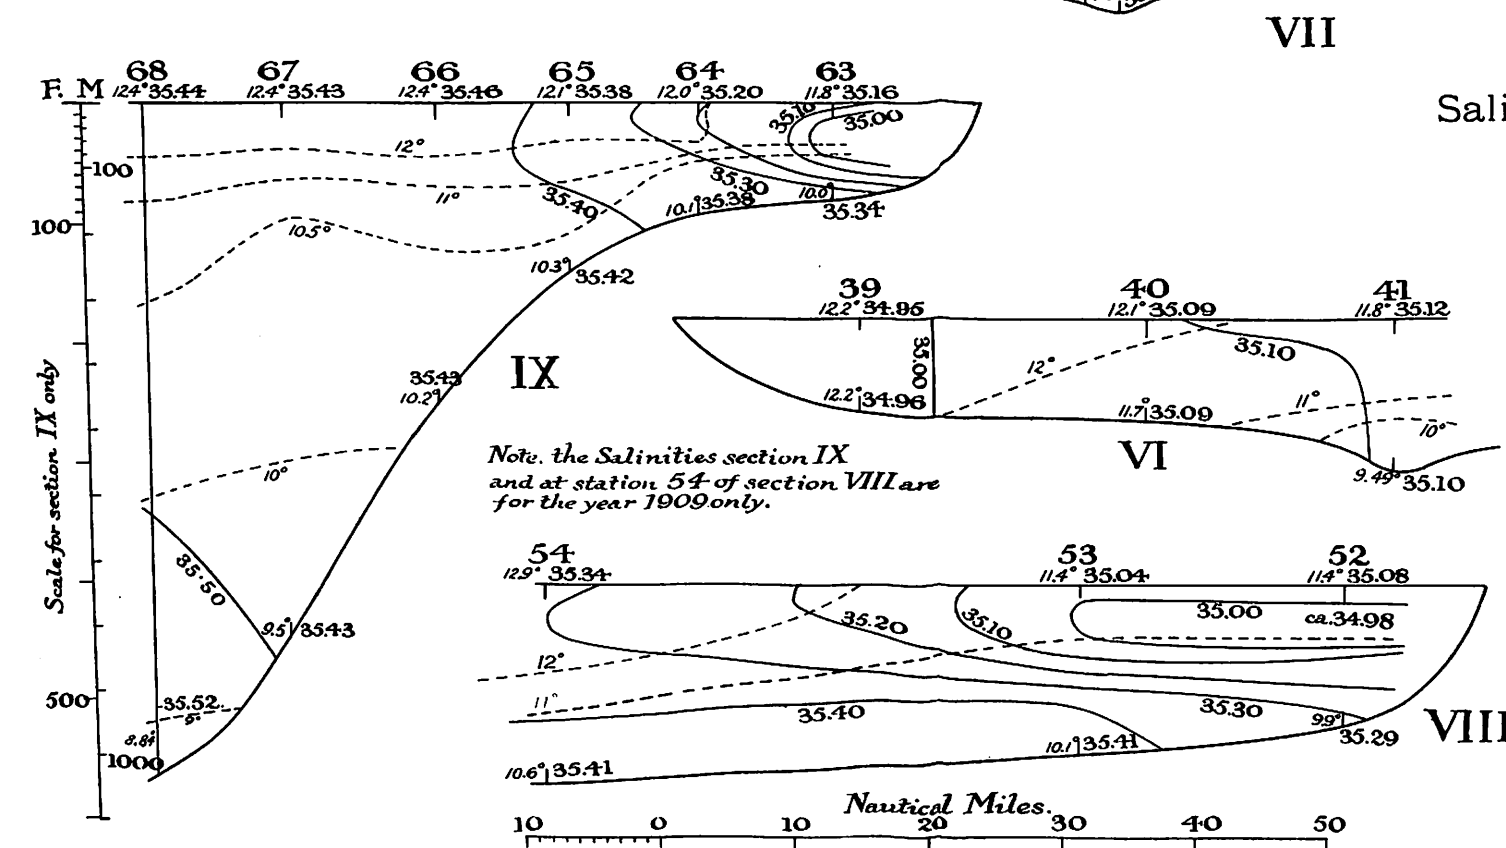 VII
Sali
68 67 66 65 64 63
F. M 12.4° 35.44 12.4° 35.43 12.4° 35.46 12.1° 35.38 12.0° 35.20 11.8° 35.16
35.10 35.00
12°
100
11° 35.40 35.30 10.0°
10.1° 35.38 35.34
100 10.5°
10.3° 35.42
39 40 41
12.2° 34.95 12.1° 35.09 11.8° 35.12
35.00 12° 35.10
12.2° 34.96 11.7° 35.09 11° 10°
VI
9.49° 35.10
IX
35.43
10.2°
Scale for section IX only
10°
Note. the Salinities section IX
and at station 54 of section VIII are
for the year 1909 only.
35.50
9.5° 35.43
500 35.52
9°
8.84°
1000
54 53 52
12.9° 35.34 11.4° 35.04 11.4° 35.08
35.20 35.10 35.00 ca. 34.98
12°
11°
35.40 35.30 9.9°
35.29
VIII
10.1° 35.41
10.6° 35.41
Nautical Miles.
10 0 10 20 30 40 50